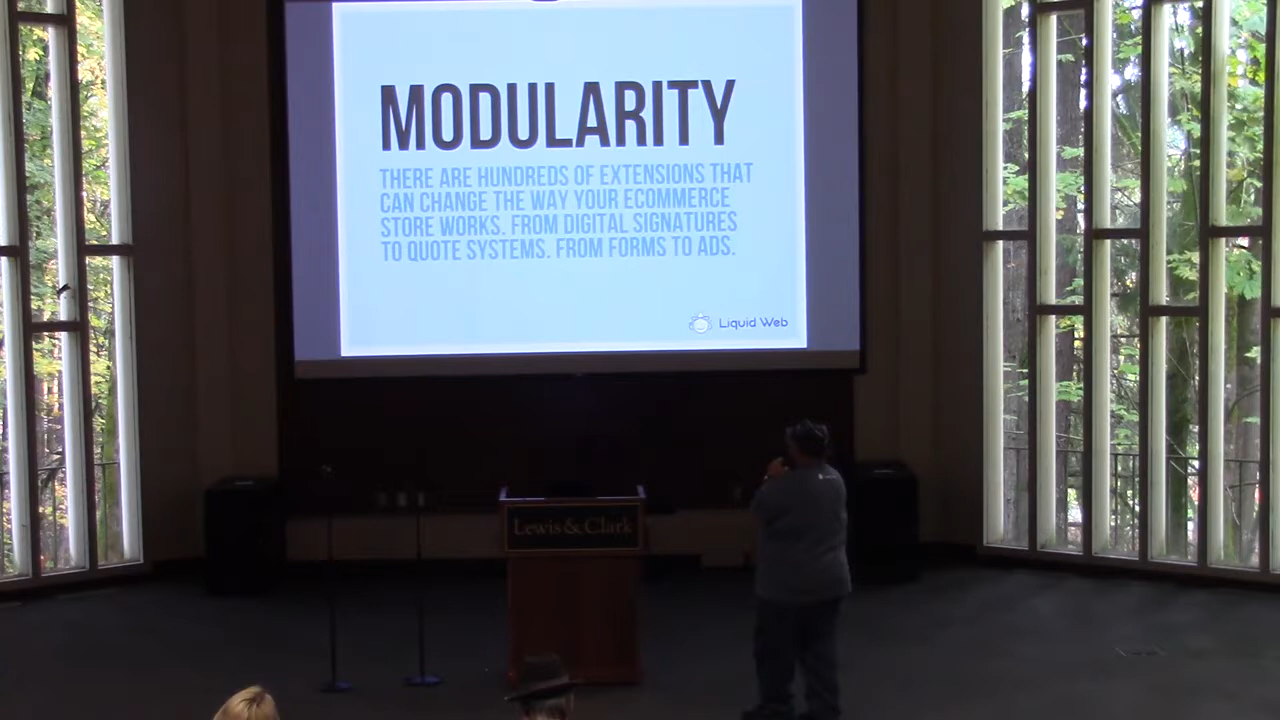 MODULARITY
THERE ARE HUNDREDS OF EXTENSIONS THAT
CAN CHANGE THE WAY YOUR ECOMMERCE
STORE WORKS. FROM DIGITAL SIGNATURES
TO QUOTE SYSTEMS. FROM FORMS TO ADS.
Liquid Web
Lewis & Clark